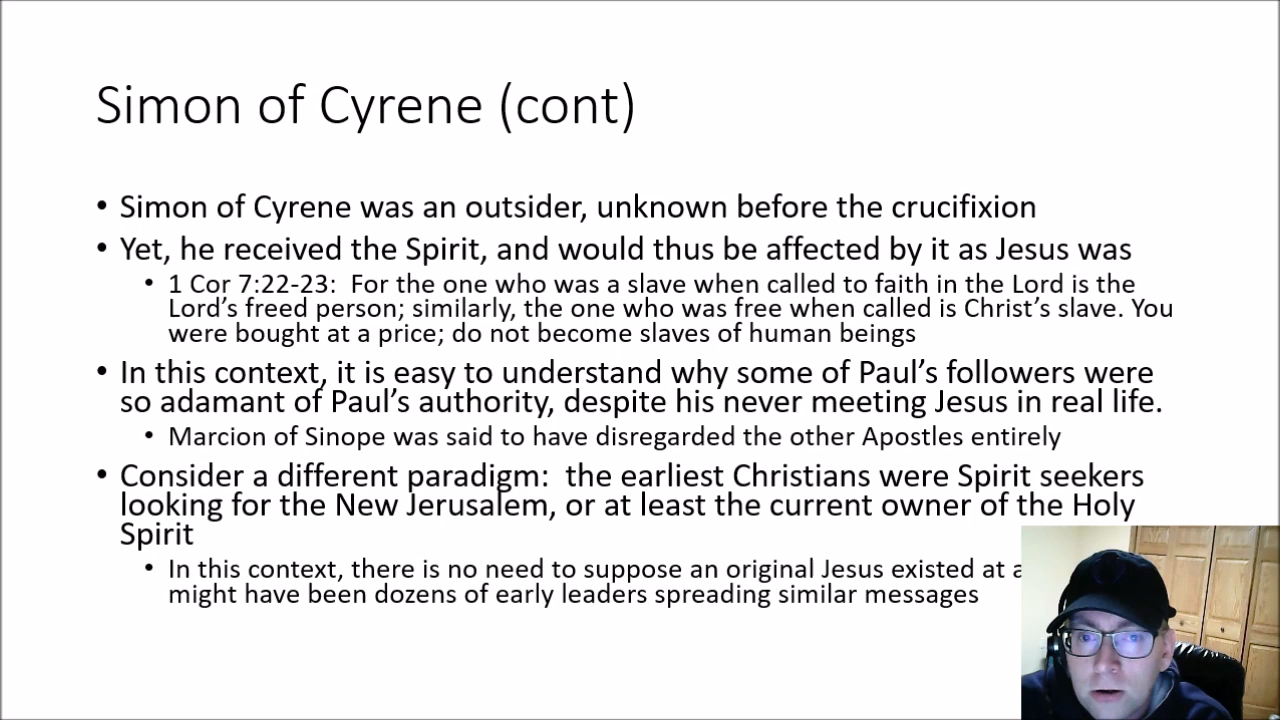 Simon of Cyrene (cont)
• Simon of Cyrene was an outsider, unknown before the crucifixion
• Yet, he received the Spirit, and would thus be affected by it as Jesus was
• 1 Cor 7:22-23:  For the one who was a slave when called to faith in the Lord is the
Lord’s freed person; similarly, the one who was free when called is Christ’s slave. You
were bought at a price; do not become slaves of human beings
• In this context, it is easy to understand why some of Paul’s followers were
so adamant of Paul’s authority, despite his never meeting Jesus in real life.
• Marcion of Sinope was said to have disregarded the other Apostles entirely
• Consider a different paradigm:  the earliest Christians were Spirit seekers
looking for the New Jerusalem, or at least the current owner of the Holy
Spirit
• In this context, there is no need to suppose an original Jesus existed at
might have been dozens of early leaders spreading similar messages